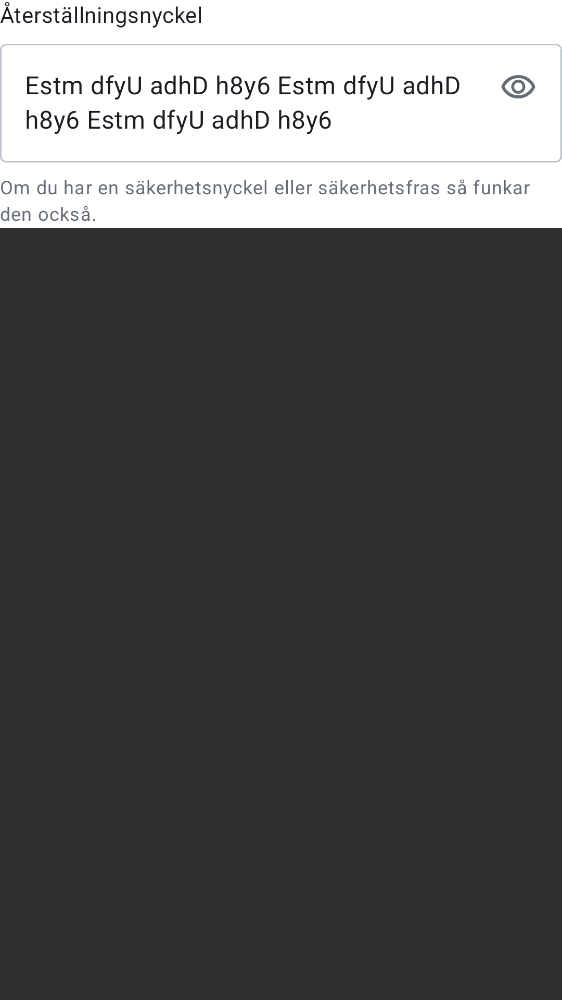 Återställningsnyckel
Estm dfyU adhD h8y6 Estm dfyU adhD
h8y6 Estm dfyU adhD h8y6
Om du har en säkerhetsnyckel eller säkerhetsfras så funkar
den också.